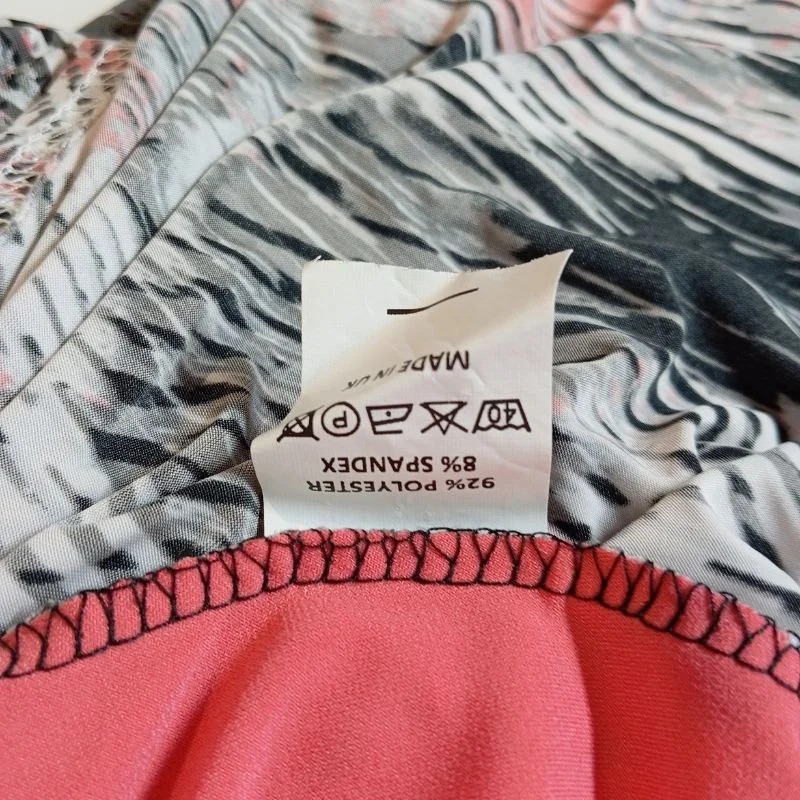 92% POLYESTER
8% SPANDEX
40 P
MADE IN UK